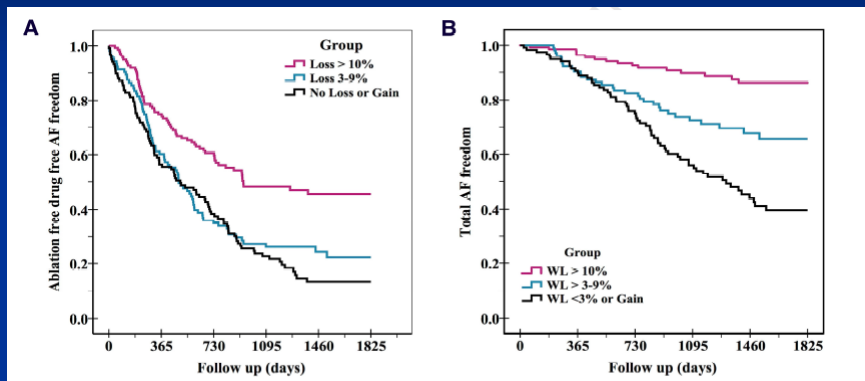 A
Ablation free drug free AF freedom
1.0
0.8
0.6
0.4
0.2
0.0
Group
Loss > 10%
Loss 3-9%
No Loss or Gain
0 365 730 1095 1460 1825
Follow up (days)
B
Total AF freedom
1.0
0.8
0.6
0.4
0.2
0.0
Group
WL > 10%
WL > 3-9%
WL <3% or Gain
0 365 730 1095 1460 1825
Follow up (days)